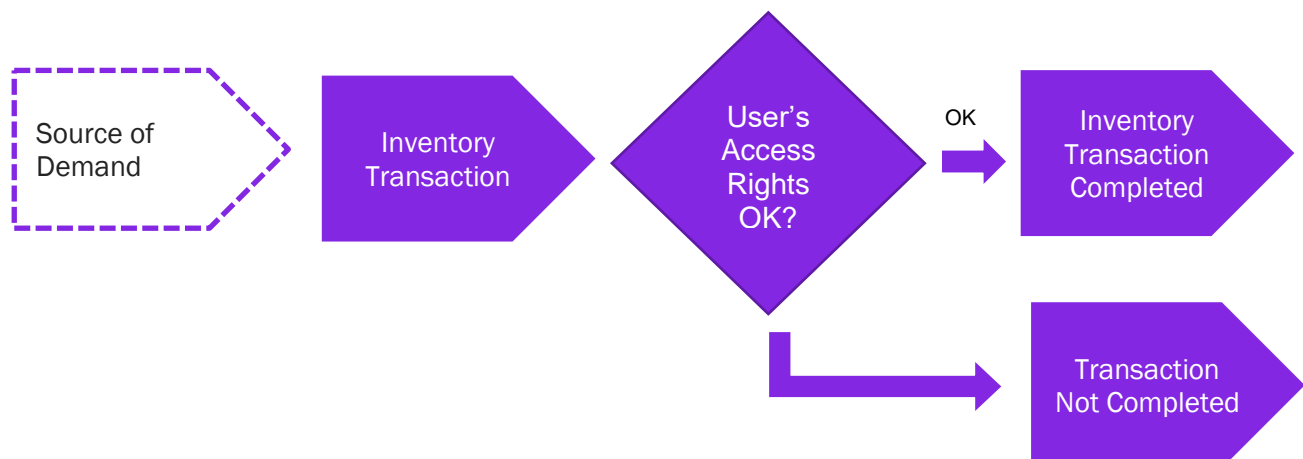 Source of
Demand
Inventory
Transaction
User's
Access
Rights
OK?
OK
Inventory
Transaction
Completed
Transaction
Not Completed